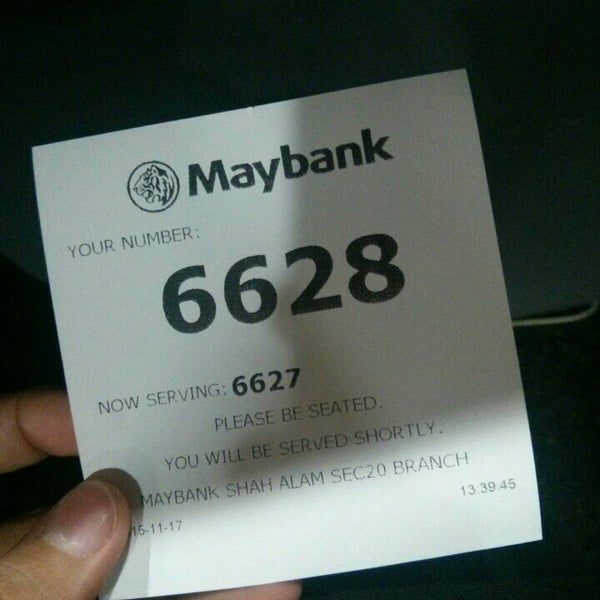 Maybank
YOUR NUMBER:
6628
NOW SERVING: 6627
PLEASE BE SEATED.
YOU WILL BE SERVED SHORTLY.
MAYBANK SHAH ALAM SEC20 BRANCH
15-11-17 13:39:45